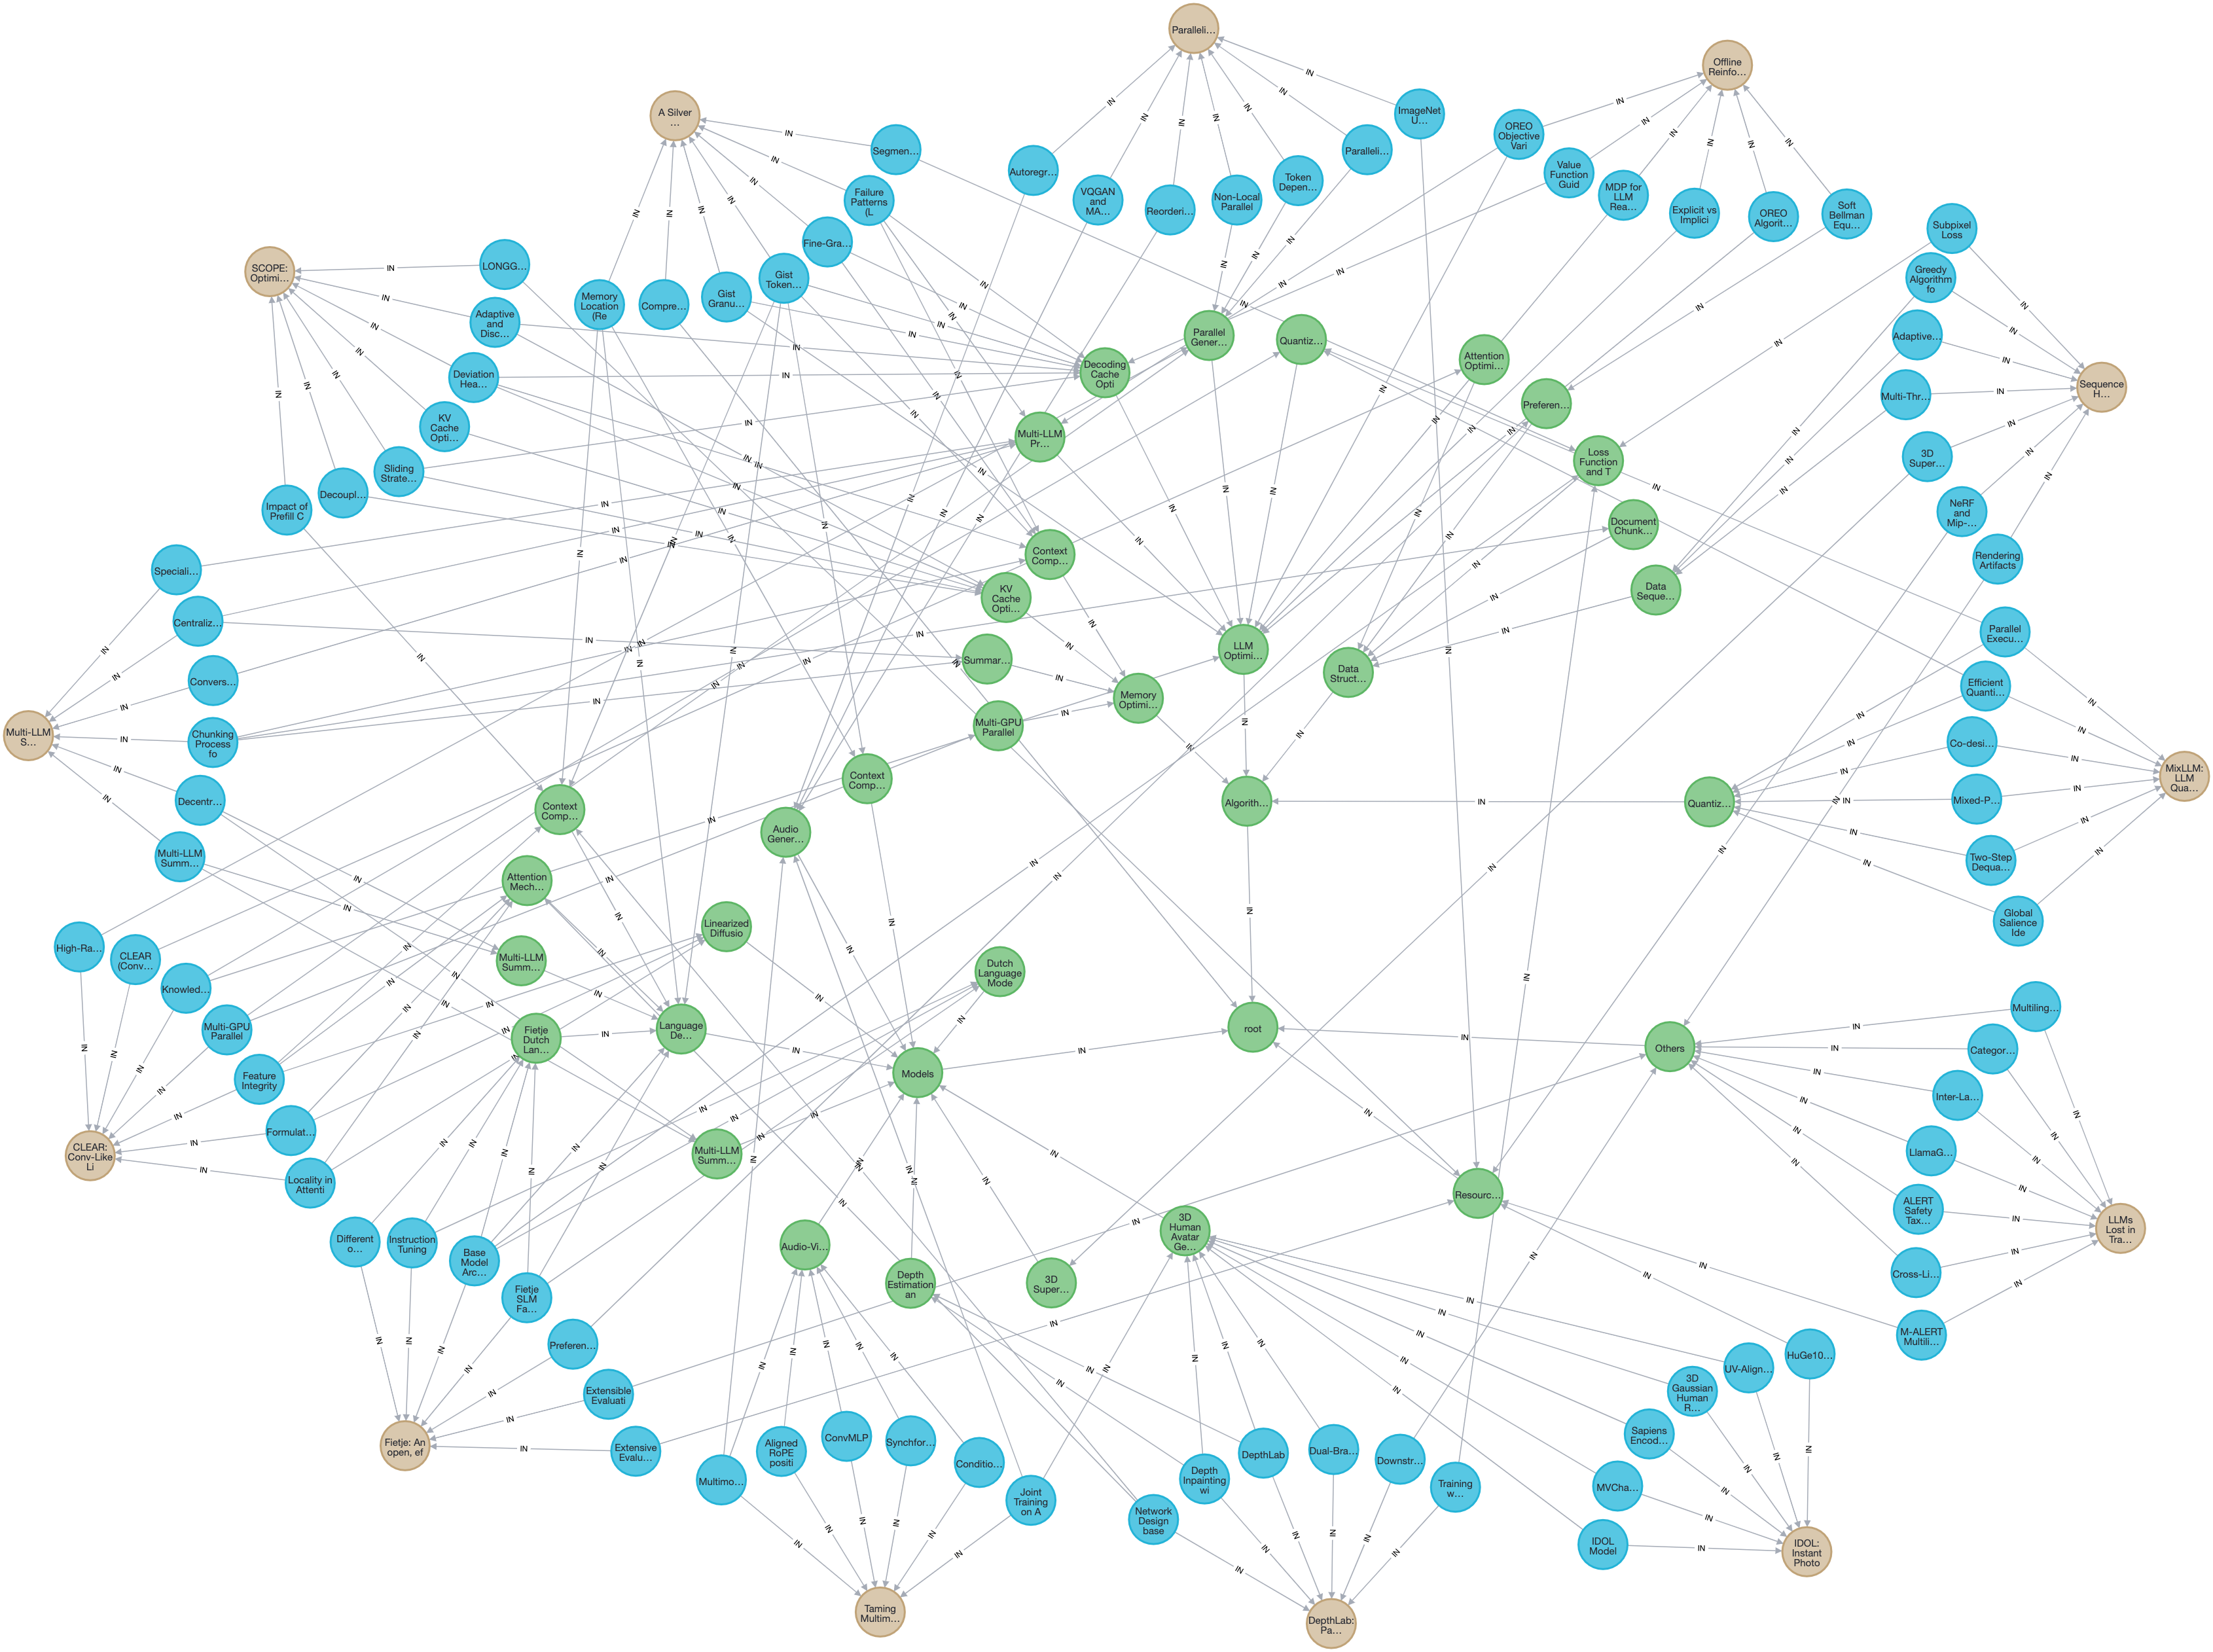 Paralleli…
Offline
Reinfo…
A Silver
…
ImageNet
U…
OREO
Objective
Vari
Segmen…
Paralleli…
Autoregr…
Value
Function
Guid
Token
Depen…
MDP for
LLM
Rea…
Failure
Patterns
(L
VQGAN
and
MA…
Non-Local
Parallel
Reorderi…
Explicit vs
Implici
OREO
Algorit…
Soft
Bellman
Equ…
Subpixel
Loss
Fine-Gra…
SCOPE:
Optimi…
LONGG…
Gist
Token…
Greedy
Algorithm
fo
Memory
Location
(Re
Compre…
Gist
Granu…
Adaptive
and
Disc…
Parallel
Gener…
Quantiz…
Adaptive…
Attention
Optimi…
Decoding
Cache
Opti
Deviation
Hea…
Sequence
H…
Multi-Thr…
Preferen…
KV
Cache
Opti…
Multi-LLM
Pr…
3D
Super…
Loss
Function
and T
Sliding
Strate…
Decoupl…
Impact of
Prefill C
NeRF
and
Mip-…
Document
Chunk…
Context
Comp…
Rendering
Artifacts
Speciali…
KV
Cache
Opti…
Data
Seque…
Centraliz…
Parallel
Execu…
LLM
Optimi…
Summar…
Data
Struct…
Convers…
Efficient
Quanti…
Memory
Optimi…
Multi-GPU
Parallel
Multi-LLM
S…
Chunking
Process
fo
Co-desi…
MixLLM:
LLM
Qua…
Context
Comp…
Decentr…
Algorith…
Quantiz…
Mixed-P…
Context
Comp…
Audio
Gener…
Multi-LLM
Summ…
Two-Step
Dequa…
Attention
Mech…
Global
Salience
Ide
Linearized
Diffusio
High-Ra…
CLEAR
(Conv…
Multi-LLM
Summ…
Dutch
Language
Mode
Knowled…
Multiling…
Multi-GPU
Parallel
Language
De…
root
Fietje
Dutch
Lan…
Others
Categor…
Models
Feature
Integrity
Inter-La…
Formulat…
CLEAR:
Conv-Like
Li
Multi-LLM
Summ…
LlamaG…
Locality in
Attenti
Resourc…
ALERT
Safety
Tax…
LLMs
Lost in
Tra…
3D
Human
Avatar
Ge…
Different
o…
Instruction
Tuning
Audio-Vi…
Base
Model
Arc…
Cross-Li…
Depth
Estimation
an
3D
Super…
Fietje
SLM
Fa…
M-ALERT
Multili…
Preferen…
HuGe10…
UV-Align…
Extensible
Evaluati
3D
Gaussian
Human
R…
Sapiens
Encod…
Fietje: An
open, ef
Extensive
Evalu…
ConvMLP
Synchfor…
Aligned
RoPE
positi
DepthLab
Dual-Bra…
Downstr…
Conditio…
Multimo…
Depth
Inpainting
wi
Training
w…
MVCha…
Joint
Training
on A
Network
Design
base
IDOL
Model
IDOL:
Instant
Photo
Taming
Multim…
DepthLab:
Pa…
IN